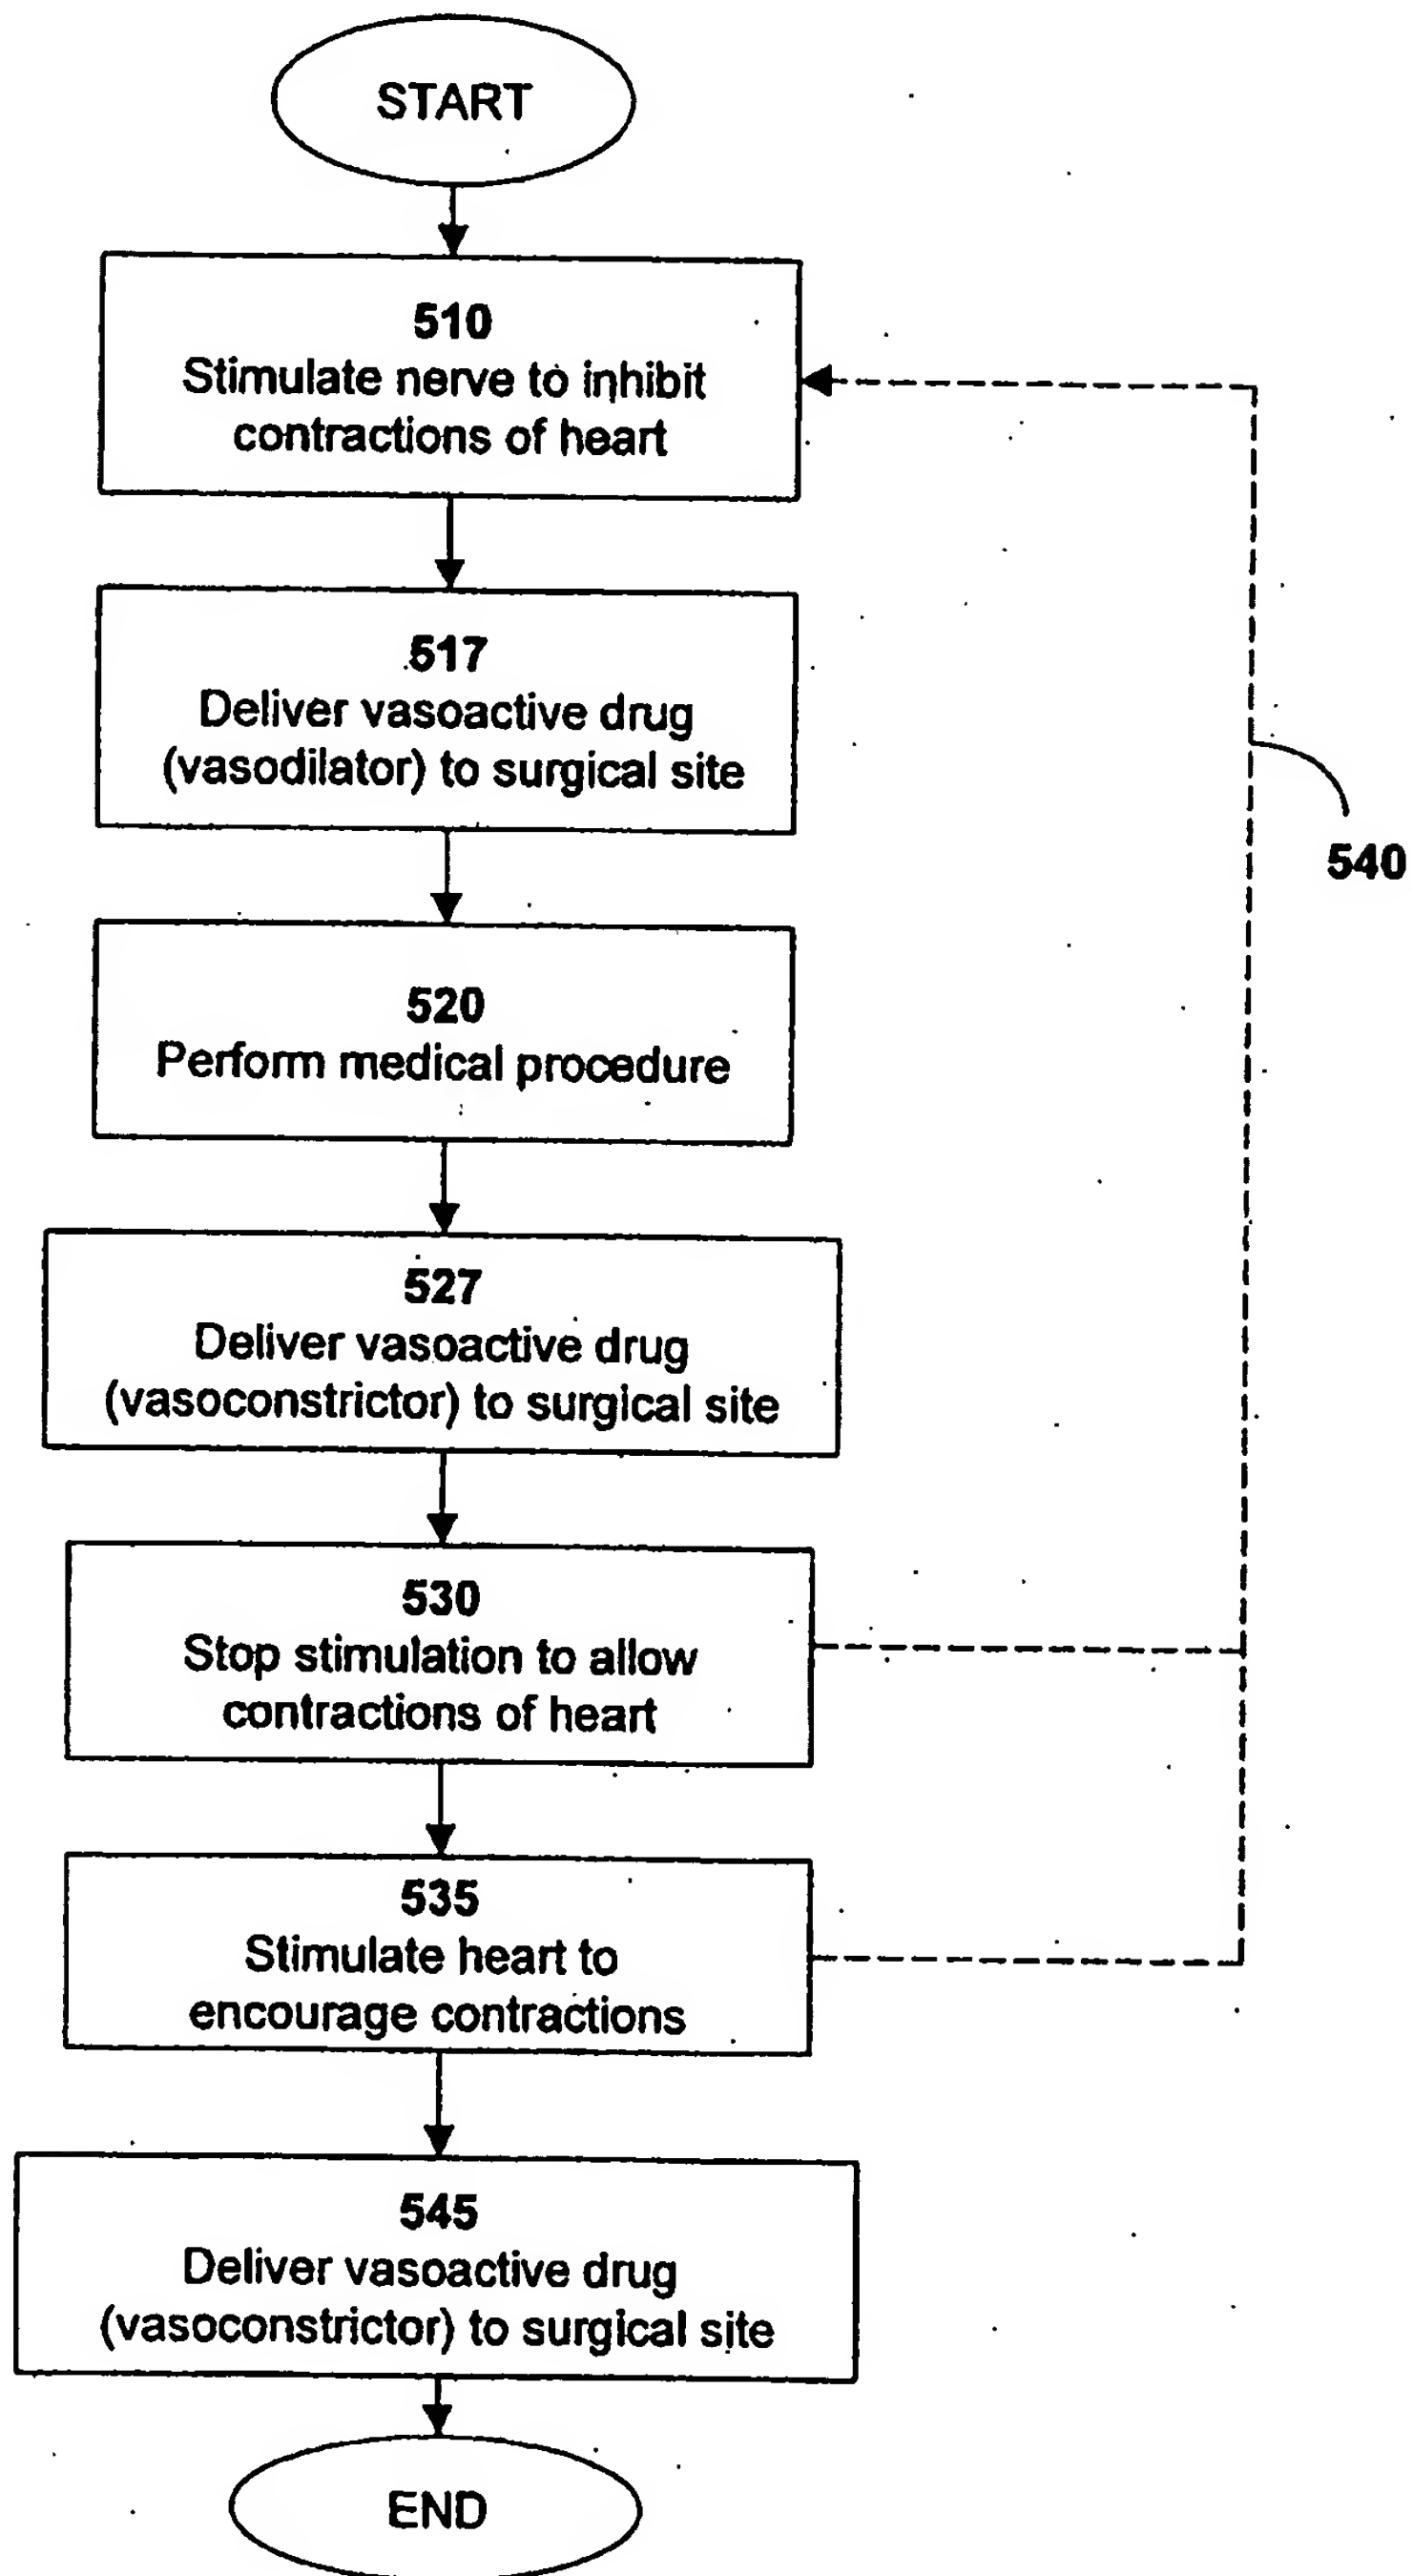 START
510
Stimulate nerve to inhibit
contractions of heart
517
Deliver vasoactive drug
(vasodilator) to surgical site
540
520
Perform medical procedure
527
Deliver vasoactive drug
(vasoconstrictor) to surgical site
530
Stop stimulation to allow
contractions of heart
535
Stimulate heart to
encourage contractions
545
Deliver vasoactive drug
(vasoconstrictor) to surgical site
END